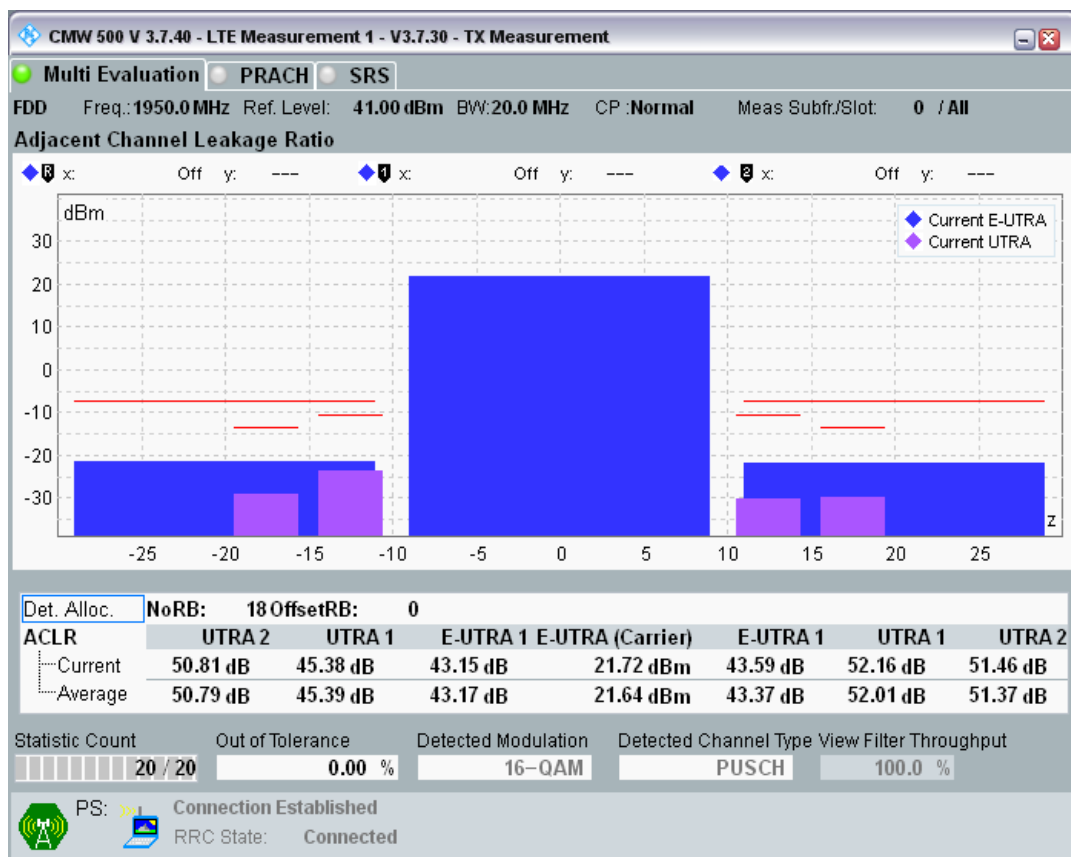 CMW 500 V 3.7.40 - LTE Measurement 1 - V3.7.30 - TX Measurement
Multi Evaluation PRACH SRS
FDD Freq.: 1950.0 MHz Ref. Level: 41.00 dBm BW: 20.0 MHz CP :Normal Meas Subfr./Slot: 0 / All
Adjacent Channel Leakage Ratio
R x: Off y: --- 1 x: Off y: --- 2 x: Off y: ---
dBm
Current E-UTRA
Current UTRA
30
20
10
0
-10
-20
-30
z
-25 -20 -15 -10 -5 0 5 10 15 20 25
Det. Alloc. NoRB: 18 OffsetRB: 0
ACLR UTRA 2 UTRA 1 E-UTRA 1 E-UTRA (Carrier) E-UTRA 1 UTRA 1 UTRA 2
Current 50.81 dB 45.38 dB 43.15 dB 21.72 dBm 43.59 dB 52.16 dB 51.46 dB
Average 50.79 dB 45.39 dB 43.17 dB 21.64 dBm 43.37 dB 52.01 dB 51.37 dB
Statistic Count Out of Tolerance Detected Modulation Detected Channel Type View Filter Throughput
20 / 20 0.00 % 16-QAM PUSCH 100.0 %
PS: Connection Established
RRC State: Connected